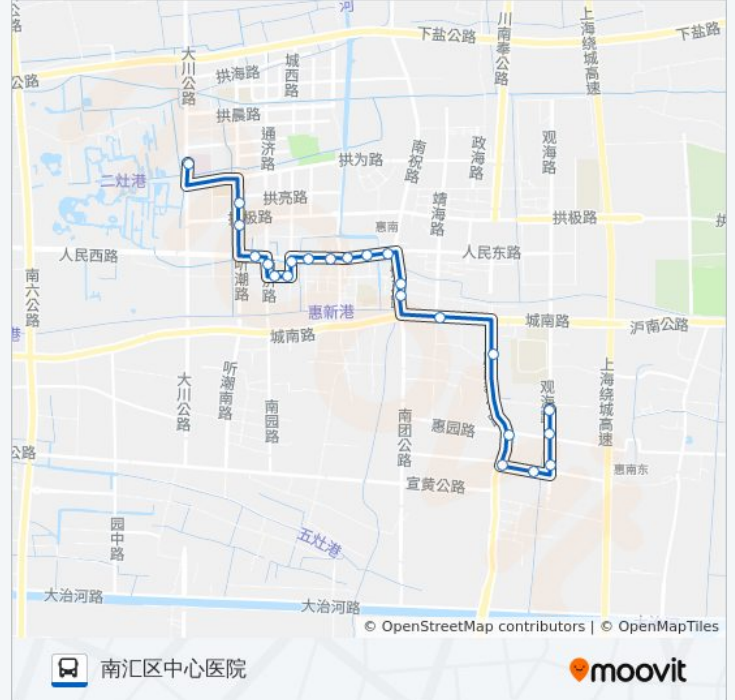 河
公路
下盐公路
下盐路
川南奉公路
上海绕城高速
大川公路
城西路
拱海路
公路
拱晨路
通济路
南祝路
政海路
观海路
拱为路
二灶港
拱亮路
靖海路
拱极路
拱极路
惠南
人民西路
人民东路
听潮路
济路
南六公路
惠新港
城南路
沪南公路
港
城南路
听潮南路
大川公路
南园路
南团公路
惠园路
观海路
上海绕城高速
公路
惠南东
宣黄公路
园中路
五灶港
大治河路
大治河路
© OpenStreetMap contributors | © OpenMapTiles
南汇区中心医院
moovit